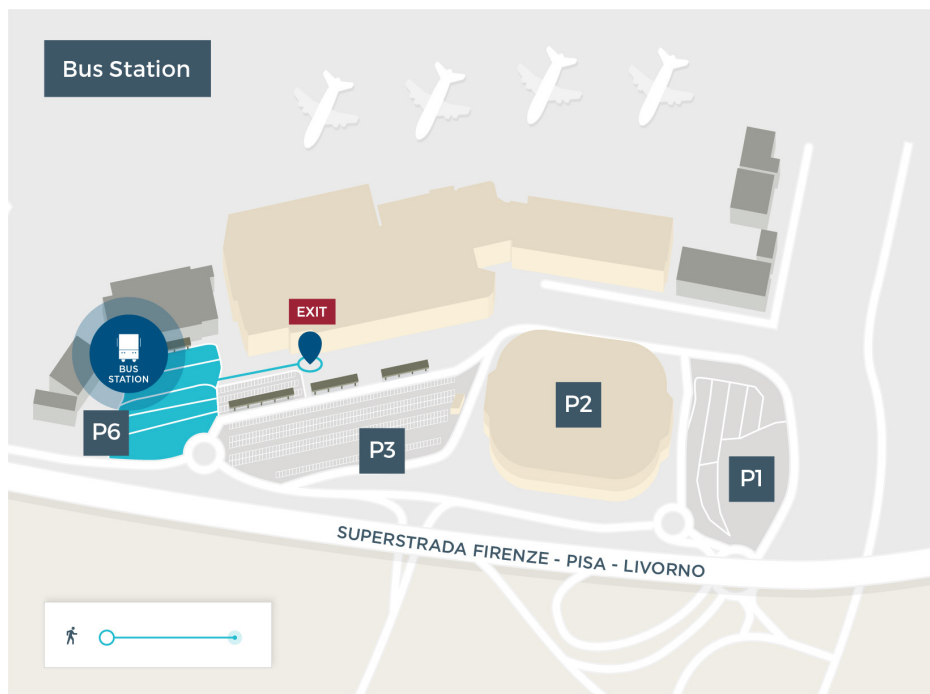 Bus Station
EXIT
BUS
STATION
P6
P3
P2
P1
SUPERSTRADA FIRENZE - PISA - LIVORNO